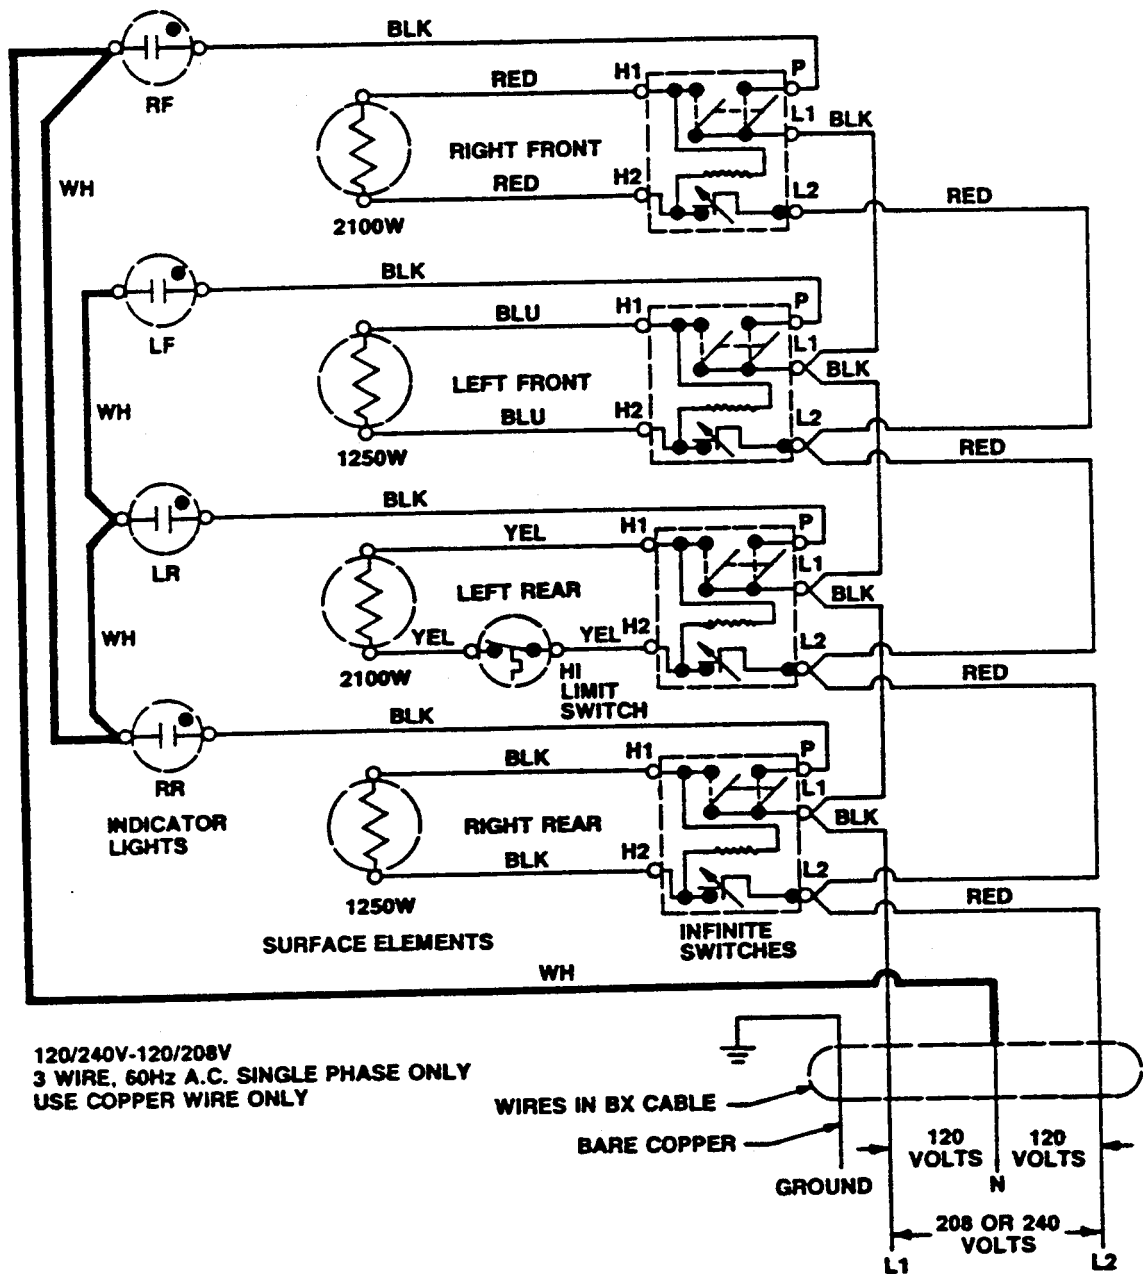 BLK
RF
RED
H1
P
L1
BLK
RIGHT FRONT
WH
RED
H2
L2
RED
2100W
BLK
LF
BLU
H1
P
L1
BLK
LEFT FRONT
WH
BLU
H2
L2
RED
1250W
BLK
LR
YEL
H1
P
L1
BLK
LEFT REAR
WH
YEL
YEL
H2
L2
RED
2100W
HI
LIMIT
SWITCH
BLK
RR
BLK
H1
P
L1
BLK
RIGHT REAR
INDICATOR
LIGHTS
BLK
H2
L2
RED
1250W
SURFACE ELEMENTS
INFINITE
SWITCHES
WH
120/240V-120/208V
3 WIRE, 60Hz A.C. SINGLE PHASE ONLY
USE COPPER WIRE ONLY
WIRES IN BX CABLE
BARE COPPER
GROUND
120
VOLTS
120
VOLTS
N
208 OR 240
VOLTS
L1
L2